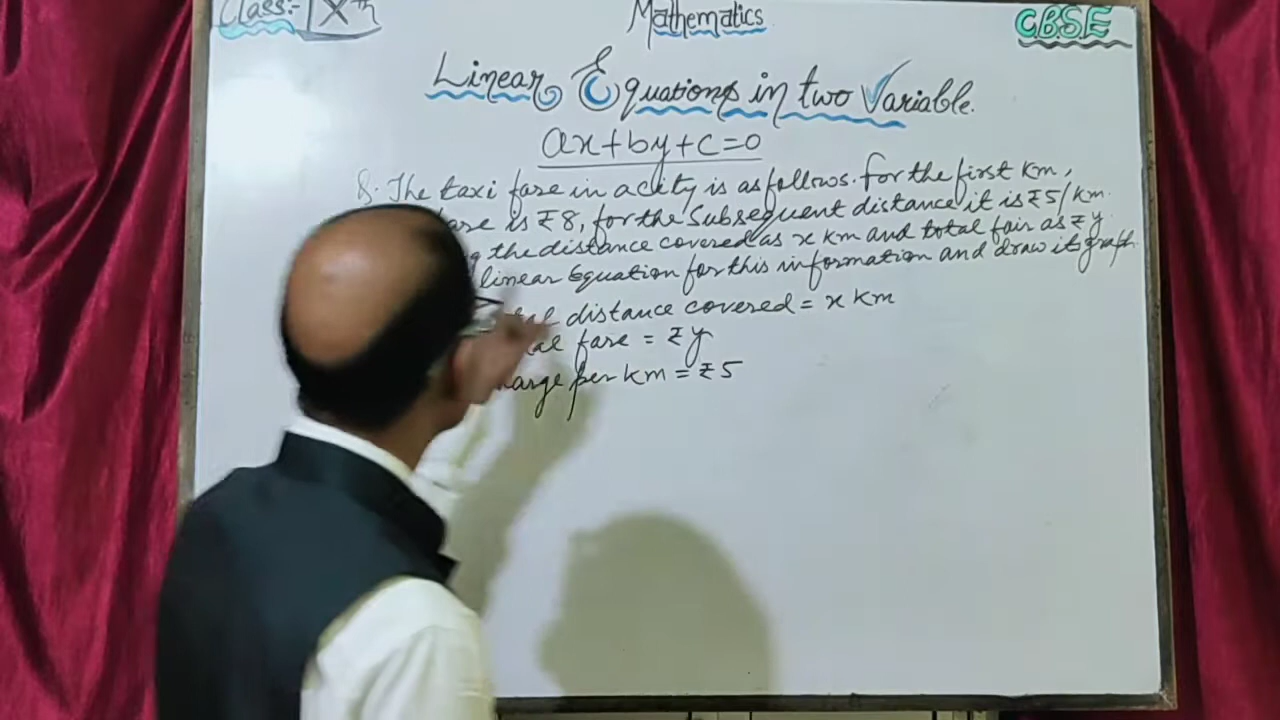 Class:- Xth
Mathematics
CBSE
Linear Equations in two Variable.
ax+by+c=0
The taxi fare in a city is as follows. For the first km,
is ₹8, for the subsequent distance it is ₹5/km.
the distance covered as x km and total fair as ₹y.
linear Equation for this information and draw its graph.
distance covered = x km
fare = ₹y
per km = ₹5